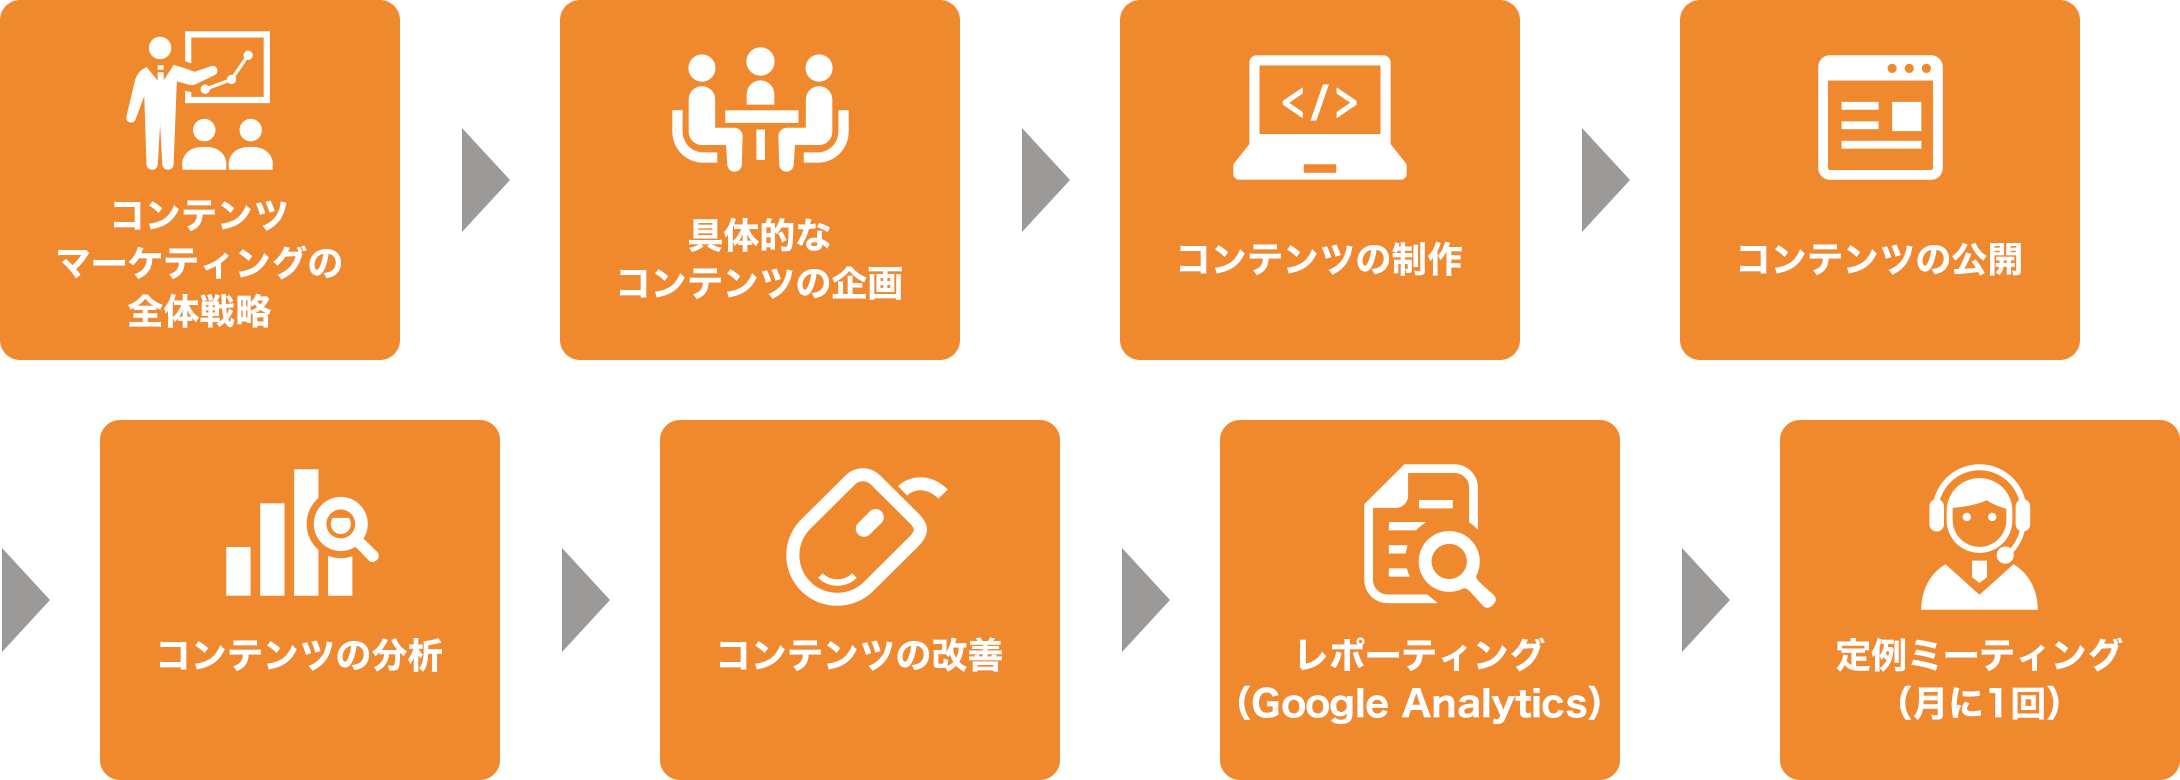 コンテンツ
マーケティングの
全体戦略
具体的な
コンテンツの企画
コンテンツの制作
コンテンツの公開
コンテンツの分析
コンテンツの改善
レポーティング
（Google Analytics）
定例ミーティング
（月に1回）